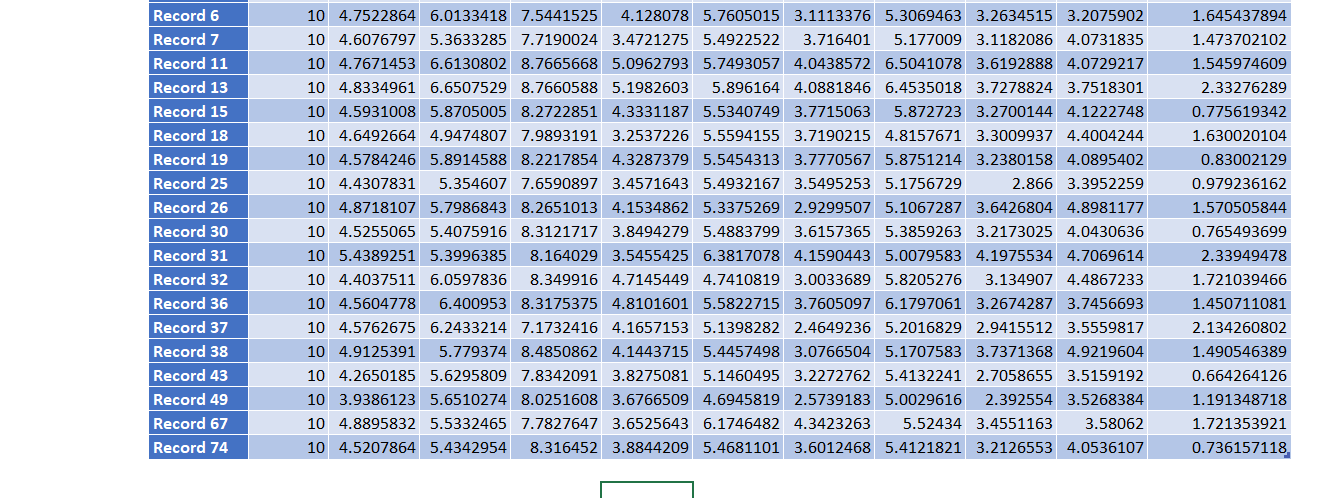 Record 6 10 4.7522864 6.0133418 7.5441525 4.128078 5.7605015 3.1113376 5.3069463 3.2634515 3.2075902 1.645437894
Record 7 10 4.6076797 5.3633285 7.7190024 3.4721275 5.4922522 3.716401 5.177009 3.1182086 4.0731835 1.473702102
Record 11 10 4.7671453 6.6130802 8.7665668 5.0962793 5.7493057 4.0438572 6.5041078 3.6192888 4.0729217 1.545974609
Record 13 10 4.8334961 6.6507529 8.7660588 5.1982603 5.896164 4.0881846 6.4535018 3.7278824 3.7518301 2.33276289
Record 15 10 4.5931008 5.8705005 8.2722851 4.3331187 5.5340749 3.7715063 5.872723 3.2700144 4.1222748 0.775619342
Record 18 10 4.6492664 4.9474807 7.9893191 3.2537226 5.5594155 3.7190215 4.8157671 3.3009937 4.4004244 1.630020104
Record 19 10 4.5784246 5.8914588 8.2217854 4.3287379 5.5454313 3.7770567 5.8751214 3.2380158 4.0895402 0.83002129
Record 25 10 4.4307831 5.354607 7.6590897 3.4571643 5.4932167 3.5495253 5.1756729 2.866 3.3952259 0.979236162
Record 26 10 4.8718107 5.7986843 8.2651013 4.1534862 5.3375269 2.9299507 5.1067287 3.6426804 4.8981177 1.570505844
Record 30 10 4.5255065 5.4075916 8.3121717 3.8494279 5.4883799 3.6157365 5.3859263 3.2173025 4.0430636 0.765493699
Record 31 10 5.4389251 5.3996385 8.164029 3.5455425 6.3817078 4.1590443 5.0079583 4.1975534 4.7069614 2.33949478
Record 32 10 4.4037511 6.0597836 8.349916 4.7145449 4.7410819 3.0033689 5.8205276 3.134907 4.4867233 1.721039466
Record 36 10 4.5604778 6.400953 8.3175375 4.8101601 5.5822715 3.7605097 6.1797061 3.2674287 3.7456693 1.450711081
Record 37 10 4.5762675 6.2433214 7.1732416 4.1657153 5.1398282 2.4649236 5.2016829 2.9415512 3.5559817 2.134260802
Record 38 10 4.9125391 5.779374 8.4850862 4.1443715 5.4457498 3.0766504 5.1707583 3.7371368 4.9219604 1.490546389
Record 43 10 4.2650185 5.6295809 7.8342091 3.8275081 5.1460495 3.2272762 5.4132241 2.7058655 3.5159192 0.664264126
Record 49 10 3.9386123 5.6510274 8.0251608 3.6766509 4.6945819 2.5739183 5.0029616 2.392554 3.5268384 1.191348718
Record 67 10 4.8895832 5.5332465 7.7827647 3.6525643 6.1746482 4.3423263 5.52434 3.4551163 3.58062 1.721353921
Record 74 10 4.5207864 5.4342954 8.316452 3.8844209 5.4681101 3.6012468 5.4121821 3.2126553 4.0536107 0.736157118